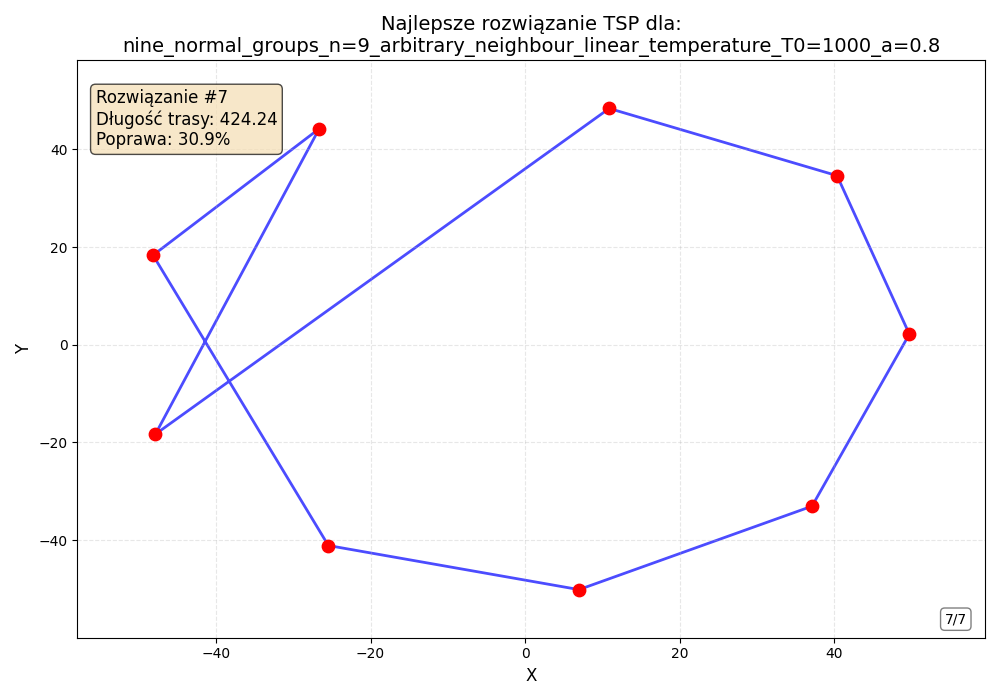 Najlepsze rozwiązanie TSP dla:
nine_normal_groups_n=9_arbitrary_neighbour_linear_temperature_T0=1000_a=0.8
Rozwiązanie #7
Długość trasy: 424.24
Poprawa: 30.9%
40
20
0
−20
−40
Y
7/7
−40
−20
0
20
40
X